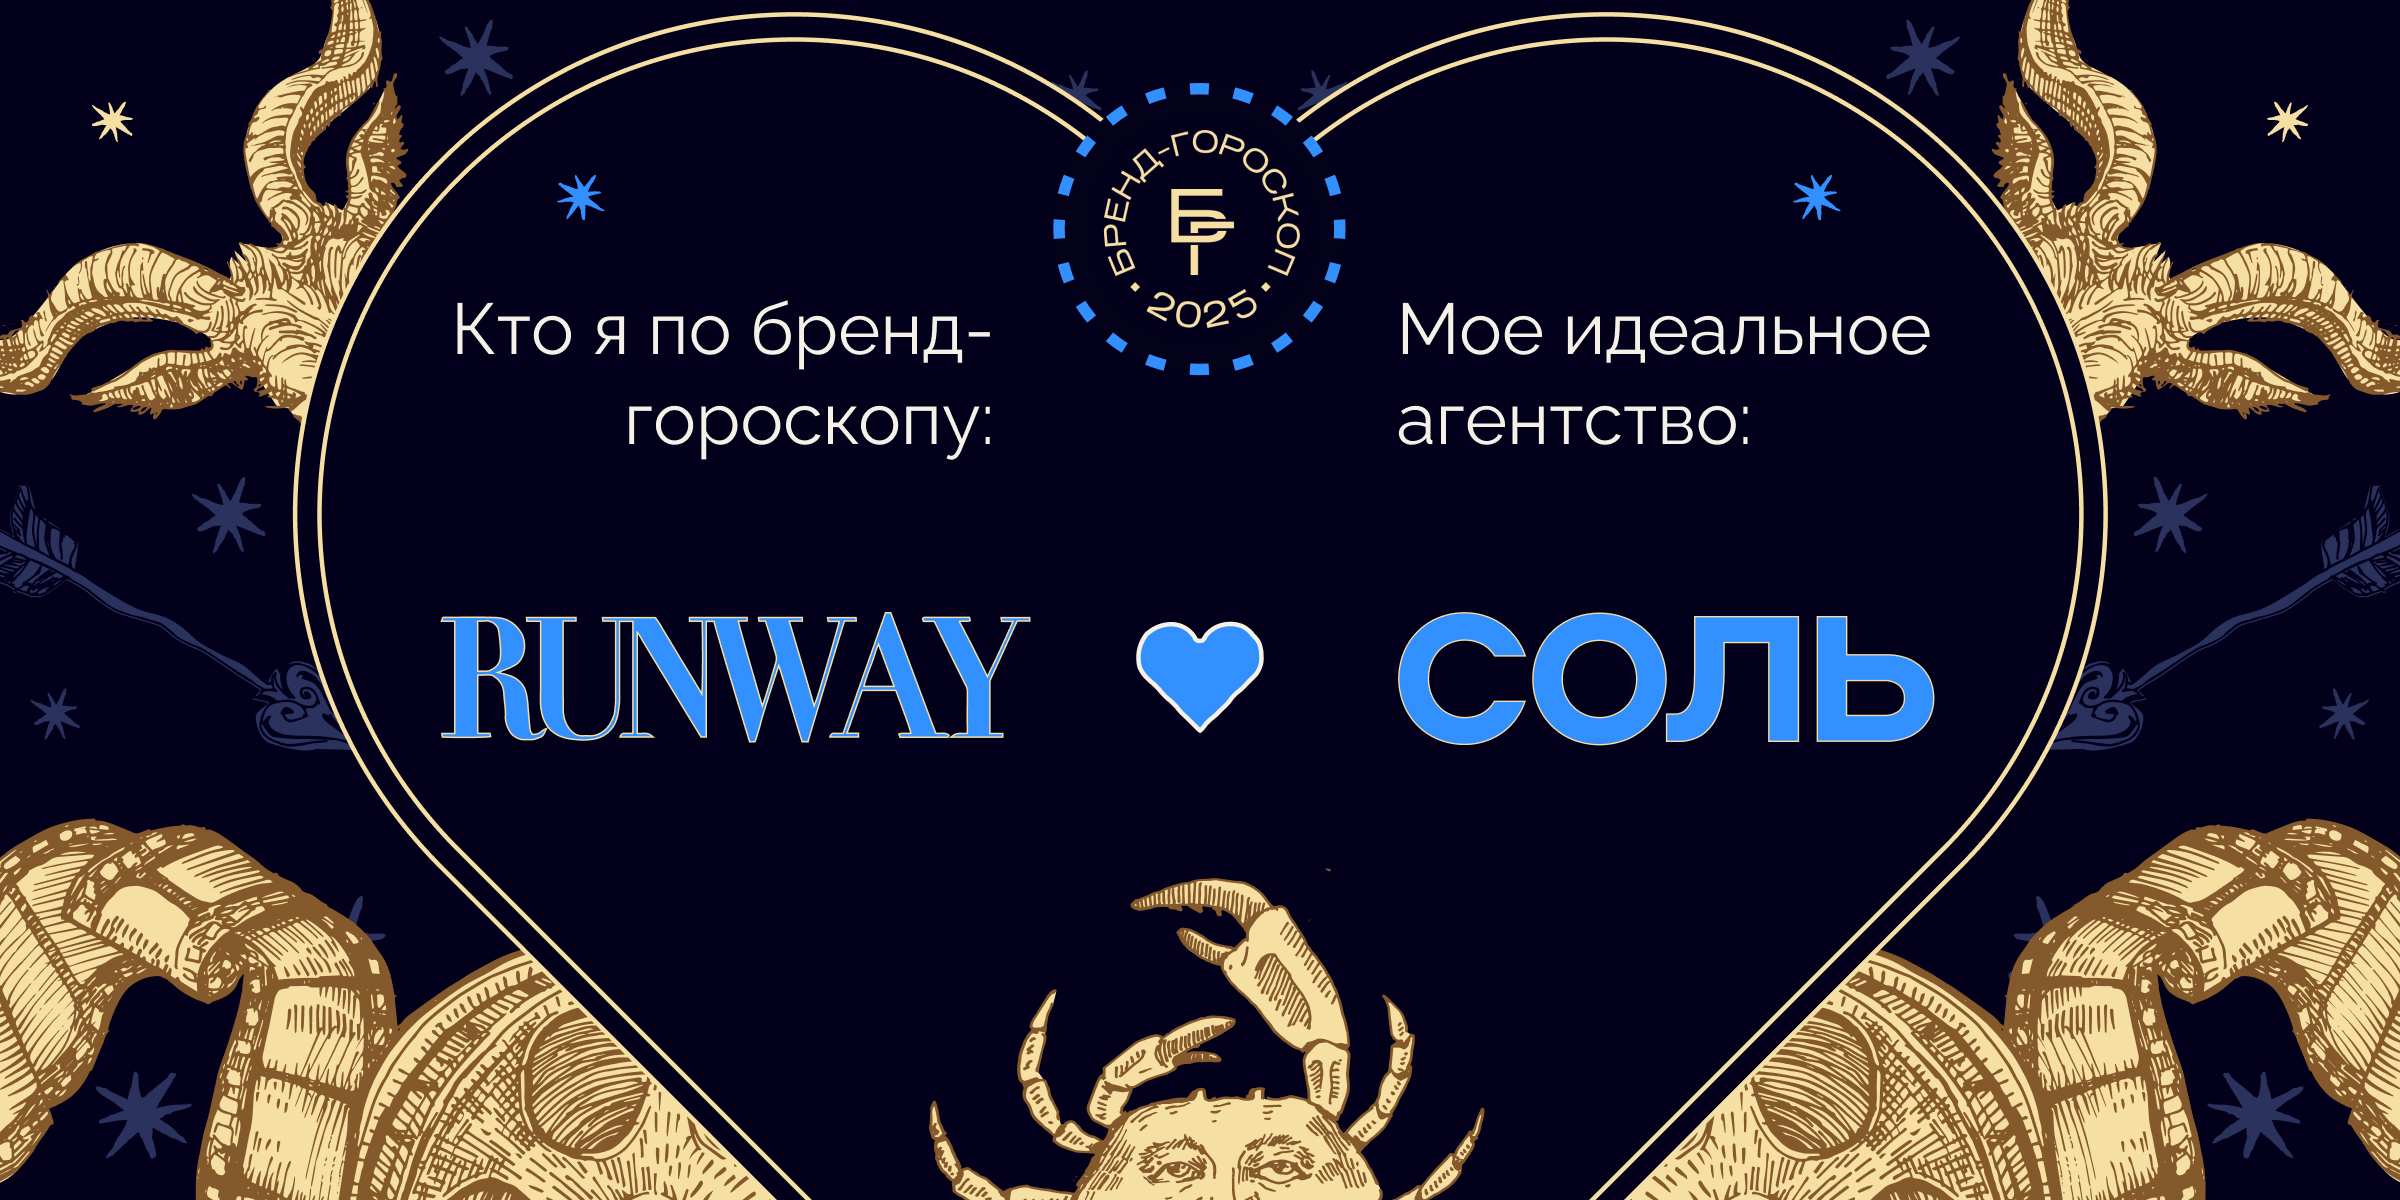 БРЕНД-ГОРОСКОП
БГ
• 2025 •
Кто я по бренд-
гороскопу:
Мое идеальное
агентство:
RUNWAY
СОЛЬ